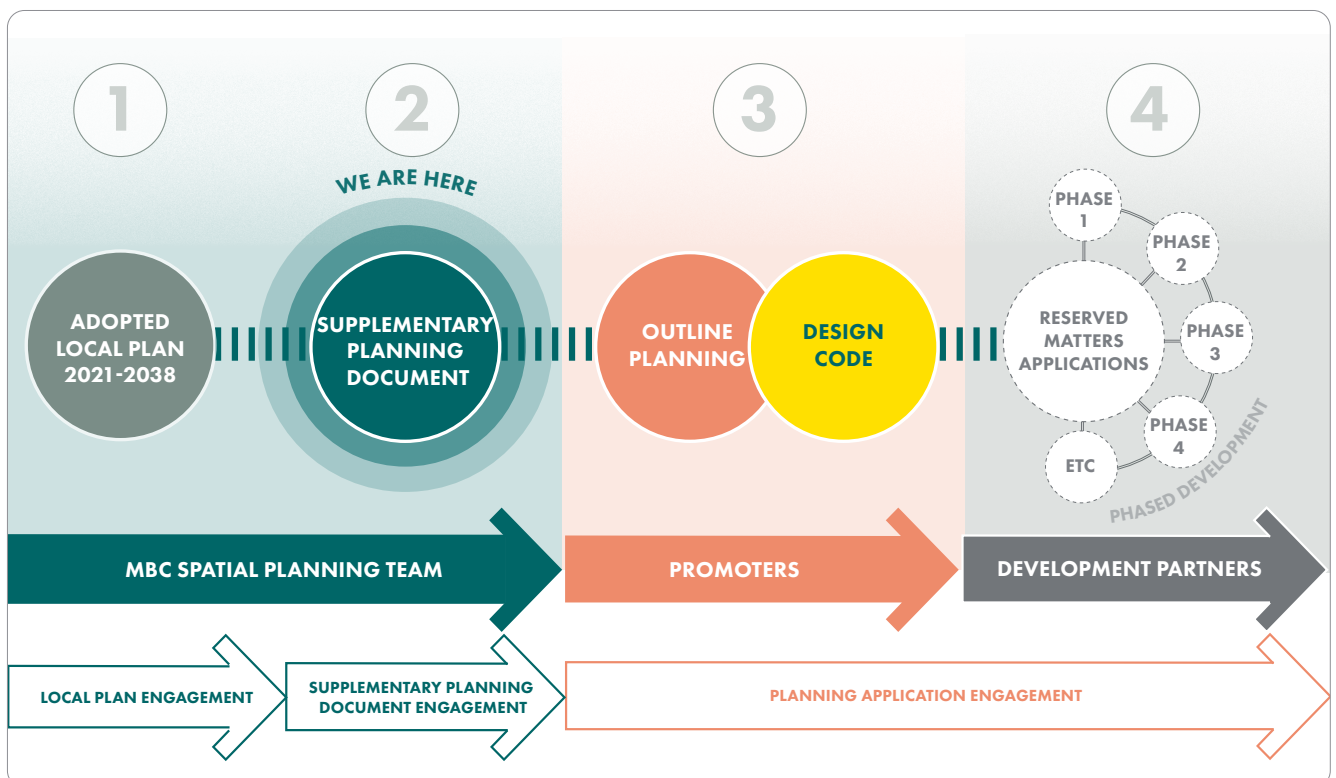 1
2
3
4
WE ARE HERE
ADOPTED
LOCAL PLAN
2021-2038
SUPPLEMENTARY
PLANNING
DOCUMENT
OUTLINE
PLANNING
DESIGN
CODE
RESERVED
MATTERS
APPLICATIONS
PHASE
1
PHASE
2
PHASE
3
PHASE
4
ETC
PHASED DEVELOPMENT
MBC SPATIAL PLANNING TEAM
PROMOTERS
DEVELOPMENT PARTNERS
LOCAL PLAN ENGAGEMENT
SUPPLEMENTARY PLANNING
DOCUMENT ENGAGEMENT
PLANNING APPLICATION ENGAGEMENT